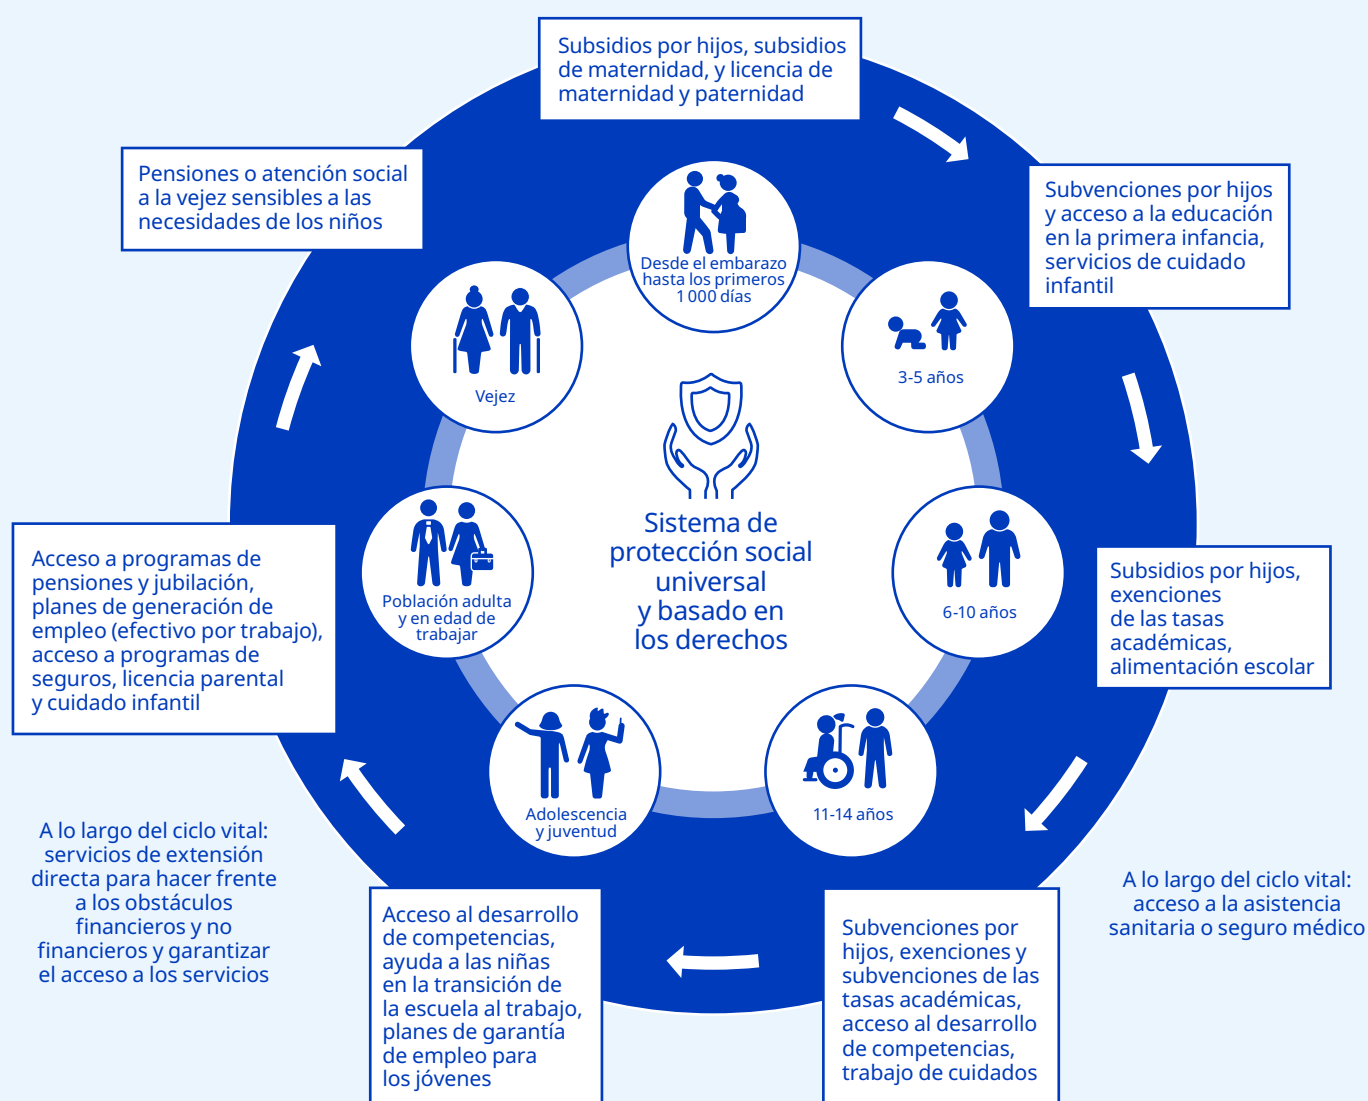 Subsidios por hijos, subsidios
de maternidad, y licencia de
maternidad y paternidad
Pensiones o atención social
a la vejez sensibles a las
necesidades de los niños
Subvenciones por hijos
y acceso a la educación
en la primera infancia,
servicios de cuidado
infantil
Desde el embarazo
hasta los primeros
1 000 días
Vejez
3-5 años
Sistema de
protección social
universal
y basado en
los derechos
Acceso a programas de
pensiones y jubilación,
planes de generación de
empleo (efectivo por trabajo),
acceso a programas de
seguros, licencia parental
y cuidado infantil
Población adulta
y en edad de
trabajar
6-10 años
Subsidios por hijos,
exenciones
de las tasas
académicas,
alimentación escolar
Adolescencia
y juventud
11-14 años
A lo largo del ciclo vital:
servicios de extensión
directa para hacer frente
a los obstáculos
financieros y no
financieros y garantizar
el acceso a los servicios
Acceso al desarrollo
de competencias,
ayuda a las niñas
en la transición de
la escuela al trabajo,
planes de garantía
de empleo para
los jóvenes
Subvenciones por
hijos, exenciones y
subvenciones de las
tasas académicas,
acceso al desarrollo
de competencias,
trabajo de cuidados
A lo largo del ciclo vital:
acceso a la asistencia
sanitaria o seguro médico